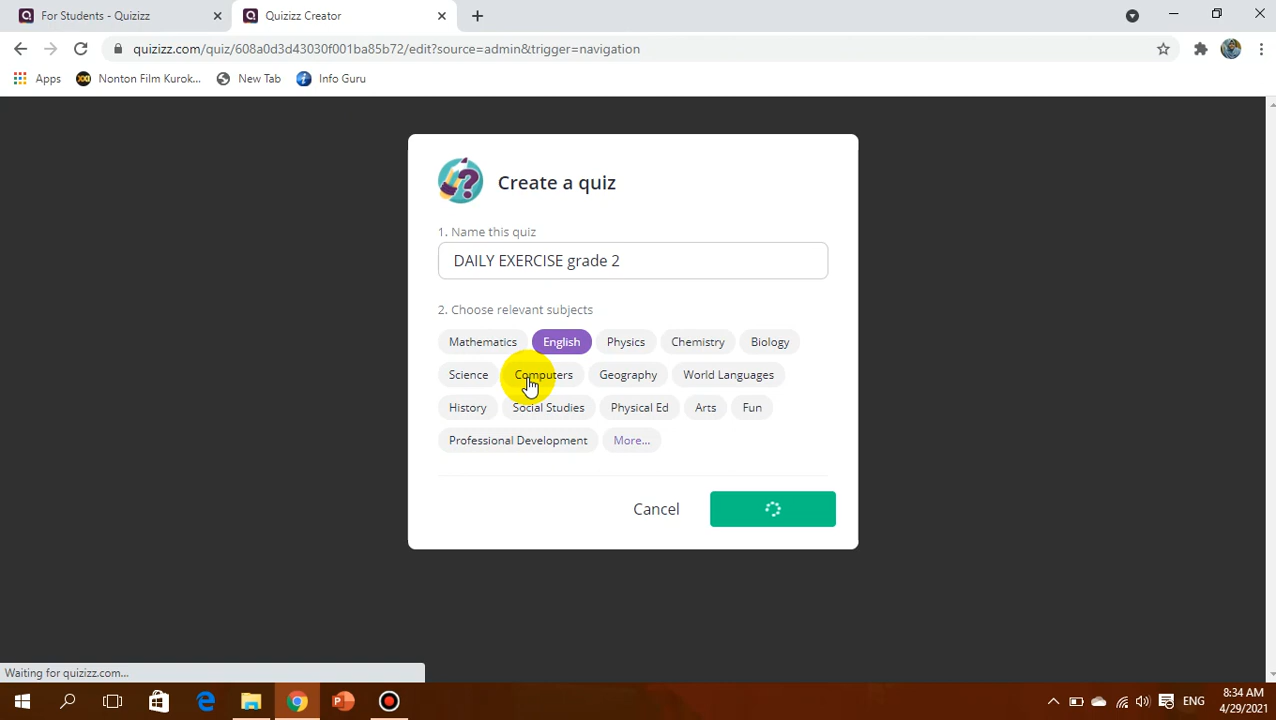 For Students - Quizizz
Quizizz Creator
quizizz.com/quiz/608a0d3d43030f001ba85b72/edit?source=admin&trigger=navigation
Apps
Nonton Film Kurok...
New Tab
Info Guru
Create a quiz
1. Name this quiz
DAILY EXERCISE grade 2
2. Choose relevant subjects
Mathematics English Physics Chemistry Biology
Science Computers Geography World Languages
History Social Studies Physical Ed Arts Fun
Professional Development More...
Cancel
Waiting for quizizz.com...
ENG
8:34 AM
4/29/2021